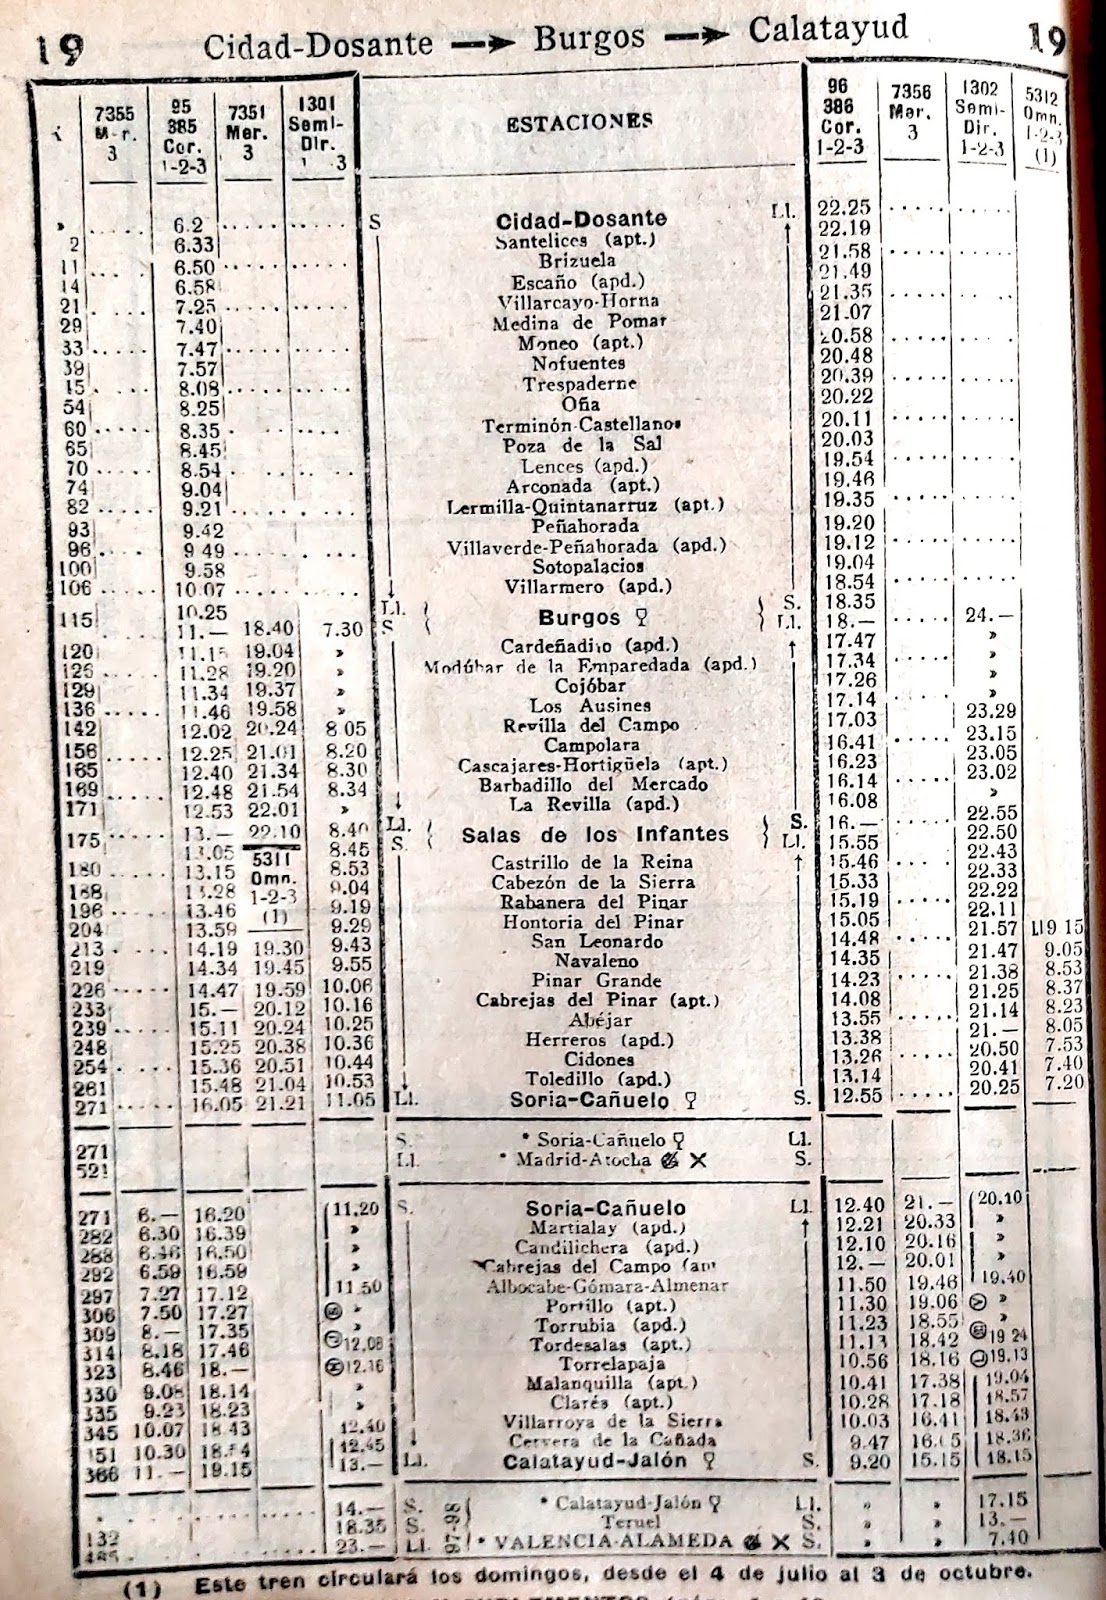 19 Cidad-Dosante → Burgos → Calatayud 19
7355 95 7351 1301 96 7356 1302 5312
385 Mer. Semi- ESTACIONES 386 Mar. Semi- Omn.
3 Cor. 3 Dir. Cor. 3 Dir. 1-2-3
1-2-3 3 1-2-3 1-2-3 (1)
» 6.2 S Cidad-Dosante Ll. 22.25
2 6.33 Santelices (apt.) 22.19
11 6.50 Brizuela 21.58
14 6.58 Escaño (apd.) 21.49
21 7.25 Villarcayo-Horna 21.35
29 7.40 Medina de Pomar 21.07
33 7.47 Moneo (apt.) 20.58
39 7.57 Nofuentes 20.48
15 8.08 Trespaderne 20.39
54 8.25 Oña 20.22
60 8.35 Terminón-Castellanos 20.11
65 8.45 Poza de la Sal 20.03
70 8.54 Lences (apd.) 19.54
74 9.04 Arconada (apt.) 19.46
82 9.21 Lermilla-Quintanarruz (apt.) 19.35
93 9.42 Peñahorada 19.20
96 9 49 Villaverde-Peñahorada (apd.) 19.12
100 9.58 Sotopalacios 19.04
106 10.07 Villarmero (apd.) 18.54
115 10.25 Ll. Burgos S. 18.35
11.— 18.40 7.30 S Ll. 18.— 24.—
120 11.15 19.04 » Cardeñadijo (apd.) 17.47 »
126 11.28 19.20 » Modúbar de la Emparedada (apd.) 17.34 »
129 11.34 19.37 » Cojóbar 17.26 »
136 11.46 19.58 » Los Ausines 17.14 »
142 12.02 20.24 8.05 Revilla del Campo 17.03 23.29
156 12.25 21.01 8.20 Campolara 16.41 23.15
165 12.40 21.34 8.30 Cascajares-Hortigüela (apt.) 16.23 23.05
169 12.48 21.54 8.34 Barbadillo del Mercado 16.14 23.02
171 12.53 22.01 » La Revilla (apd.) 16.08 »
175 13.— 22.10 8.40 Ll. Salas de los Infantes S. 16.— 22.55
13.05 8.45 S. Ll. 15.55 22.50
5311
Omn.
1-2-3
(1)
180 13.15 8.53 Castrillo de la Reina 15.46 22.43
188 13.28 9.04 Cabezón de la Sierra 15.33 22.33
196 13.46 9.19 Rabanera del Pinar 15.19 22.22
204 13.59 9.29 Hontoria del Pinar 15.05 22.11
213 14.19 19.30 9.43 San Leonardo 14.48 21.57 Ll9 15
219 14.34 19.45 9.55 Navaleno 14.35 21.47 9.05
226 14.47 19.59 10.06 Pinar Grande 14.23 21.38 8.53
233 15.— 20.12 10.16 Cabrejas del Pinar (apt.) 14.08 21.25 8.37
239 15.11 20.24 10.25 Abéjar 13.55 21.14 8.23
248 15.25 20.38 10.36 Herreros (apd.) 13.38 21.— 8.05
254 15.36 20.51 10.44 Cidones 13.26 20.50 7.53
261 15.48 21.04 10.53 Toledillo (apd.) 13.14 20.41 7.40
271 16.05 21.21 11.05 Ll. Soria-Cañuelo S. 12.55 20.25 7.20
271 S. * Soria-Cañuelo Ll.
521 Ll. * Madrid-Atocha S.
271 6.— 16.20 11.20 S. Soria-Cañuelo Ll. 12.40 21.— 20.10
282 6.30 16.39 » Martialay (apd.) 12.21 20.33 »
288 6.46 16.50 » Candilichera (apd.) 12.10 20.16 »
292 6.59 16.59 » Cabrejas del Campo 12.— 20.01 »
297 7.27 17.12 11.50 Albocabe-Gómara-Almenar 11.50 19.46 19.40
306 7.50 17.27 » Portillo (apt.) 11.30 19.06 »
309 8.— 17.35 » Torrubia (apd.) 11.23 18.55 »
314 8.18 17.46 12.08 Tordesalas (apt.) 11.13 18.42 19 24
323 8.46 18.— 12.16 Torrelapaja 10.56 18.16 19.13
330 9.08 18.14 » Malanquilla (apt.) 10.41 17.38 19.04
335 9.23 18.23 » Clarés (apt.) 10.28 17.18 18.57
345 10.07 18.43 12.40 Villarroya de la Sierra 10.03 16.41 18.43
351 10.30 18.54 12.45 Cervera de la Cañada 9.47 16.05 18.36
366 11.— 19.15 13.— Ll. Calatayud-Jalón S. 9.20 15.15 18.15
14.— S. * Calatayud-Jalón Ll. » » 17.15
132 18.35 S. Teruel S. » » 13.—
23.— Ll. * VALENCIA-ALAMEDA S. » » 7.40
97-98
(1) Este tren circulará los domingos, desde el 4 de julio al 3 de octubre.